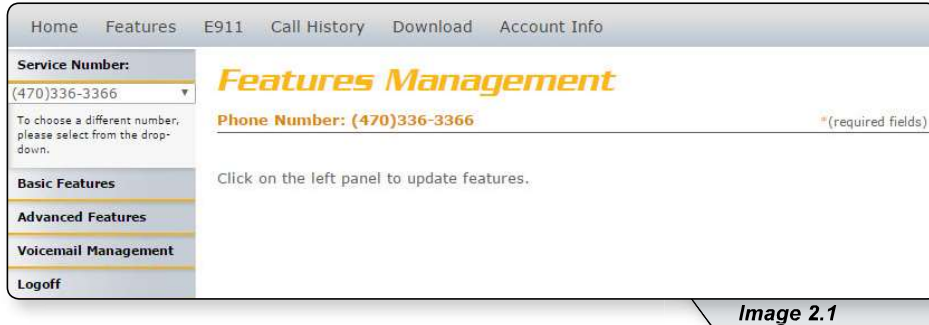 Home Features E911 Call History Download Account Info
Service Number:
(470)336-3366
To choose a different number,
please select from the drop-
down.
Basic Features
Advanced Features
Voicemail Management
Logoff
Features Management
Phone Number: (470)336-3366 *(required fields)
Click on the left panel to update features.
Image 2.1